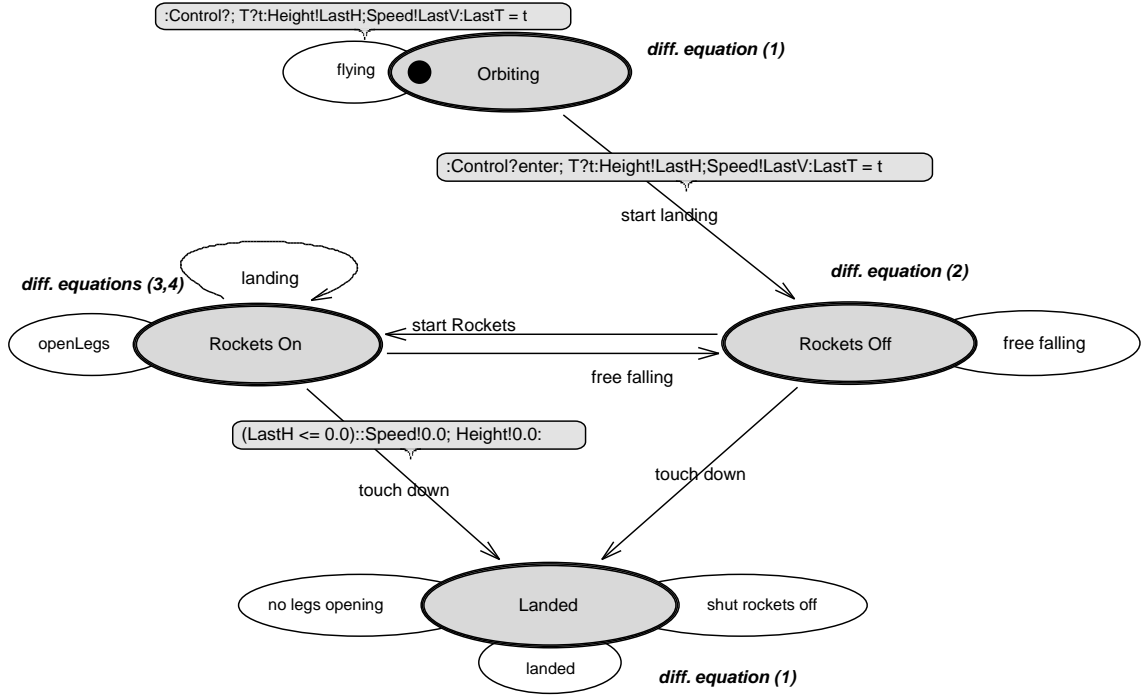 :Control?; T?t:Height!LastH;Speed!LastV:LastT = t
diff. equation (1)
flying
Orbiting
:Control?enter; T?t:Height!LastH;Speed!LastV:LastT = t
start landing
diff. equations (3,4)
landing
diff. equation (2)
openLegs
Rockets On
start Rockets
Rockets Off
free falling
free falling
(LastH <= 0.0)::Speed!0.0; Height!0.0:
touch down
touch down
no legs opening
Landed
shut rockets off
landed
diff. equation (1)